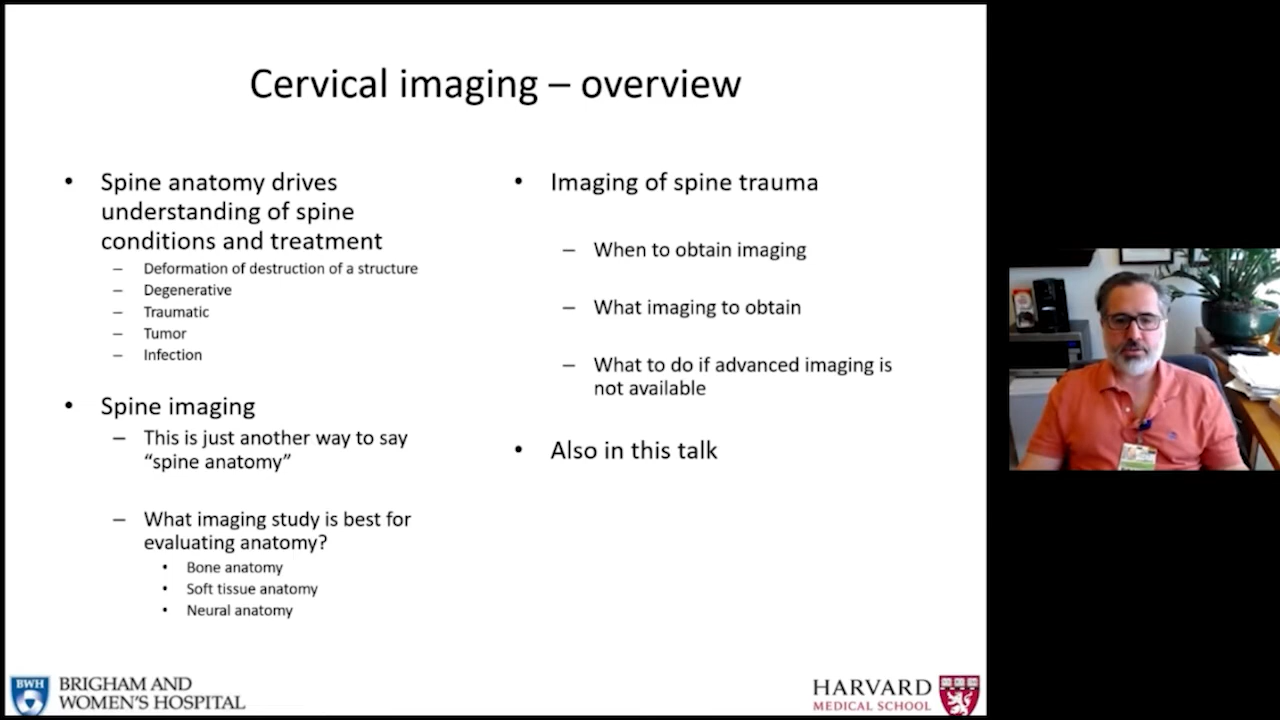 Cervical imaging – overview
• Spine anatomy drives
understanding of spine
conditions and treatment
– Deformation of destruction of a structure
– Degenerative
– Traumatic
– Tumor
– Infection
• Spine imaging
– This is just another way to say
“spine anatomy”
– What imaging study is best for
evaluating anatomy?
• Bone anatomy
• Soft tissue anatomy
• Neural anatomy
• Imaging of spine trauma
– When to obtain imaging
– What imaging to obtain
– What to do if advanced imaging is
not available
• Also in this talk
BWH
BRIGHAM AND
WOMEN'S HOSPITAL
HARVARD
MEDICAL SCHOOL